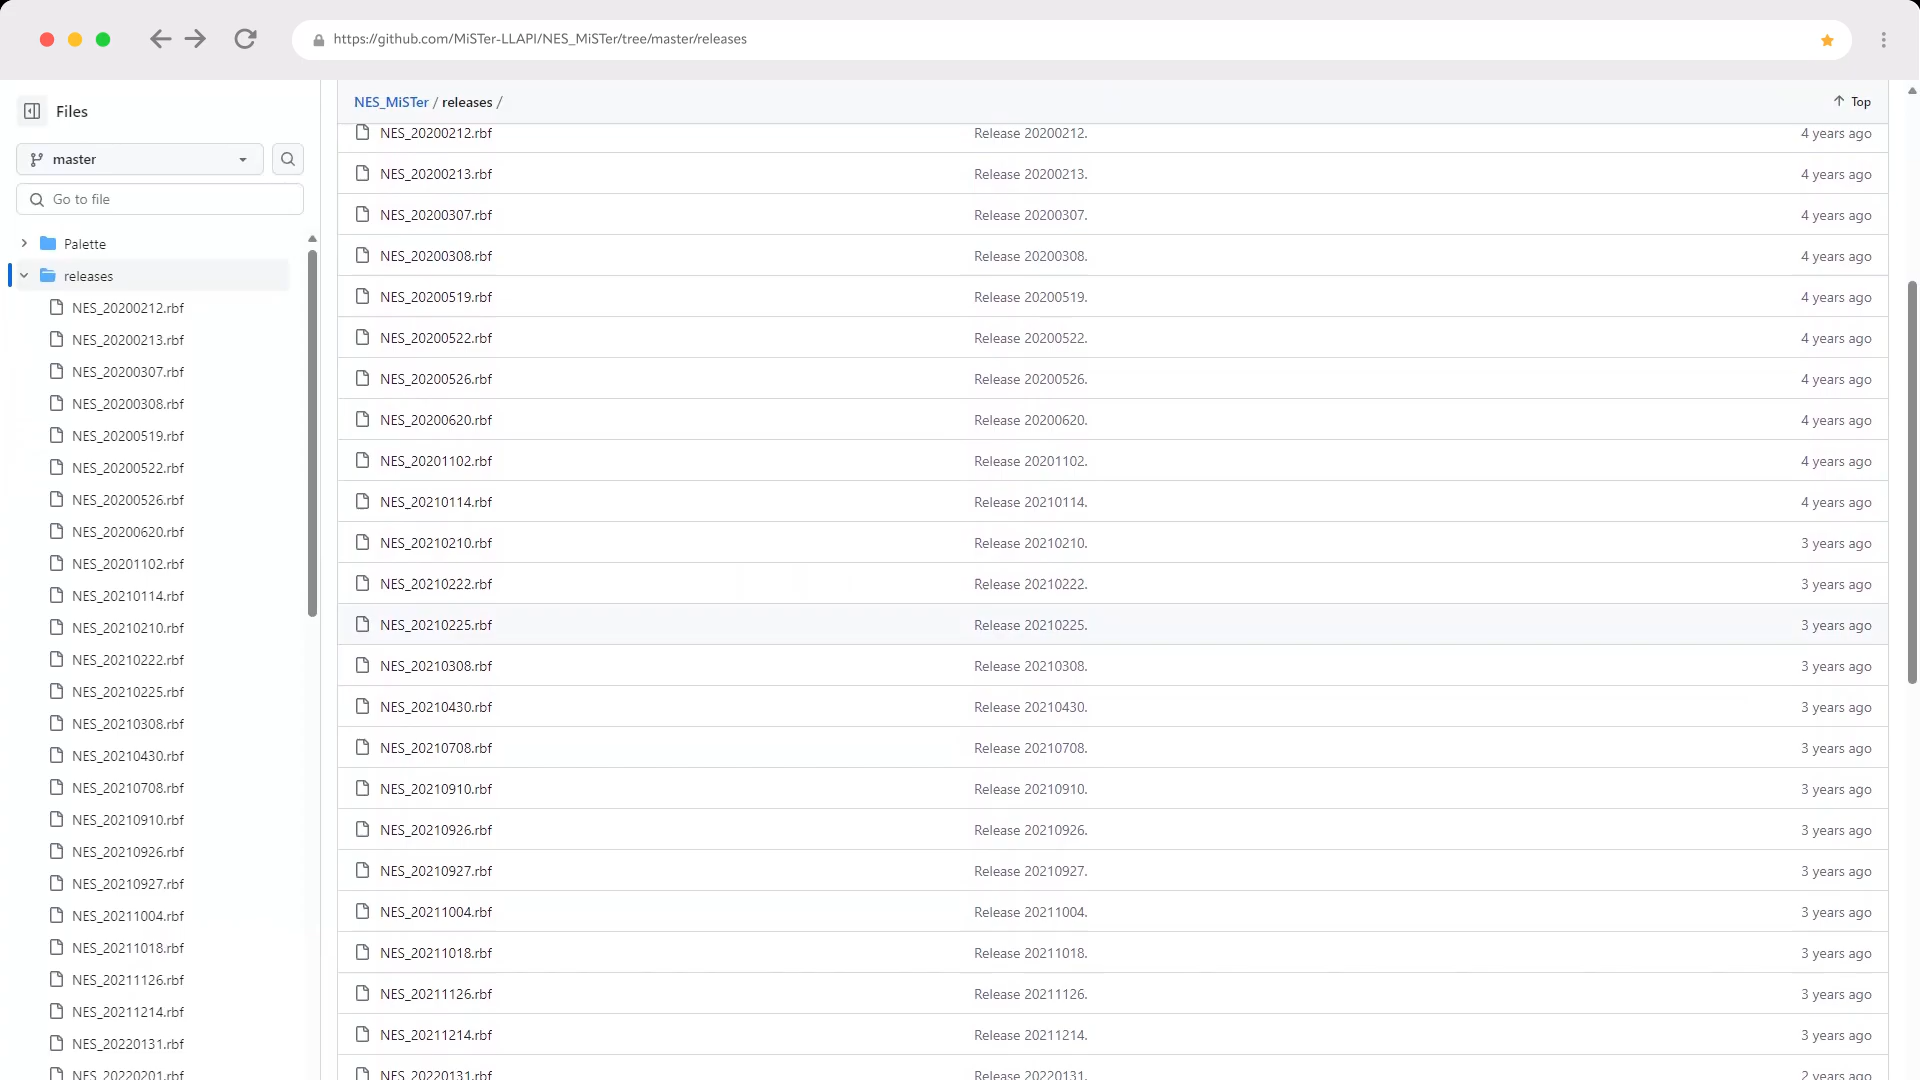 https://github.com/MiSTer-LLAPI/NES_MiSTer/tree/master/releases
Files
master
Go to file
Palette
releases
NES_20200212.rbf
NES_20200213.rbf
NES_20200307.rbf
NES_20200308.rbf
NES_20200519.rbf
NES_20200522.rbf
NES_20200526.rbf
NES_20200620.rbf
NES_20201102.rbf
NES_20210114.rbf
NES_20210210.rbf
NES_20210222.rbf
NES_20210225.rbf
NES_20210308.rbf
NES_20210430.rbf
NES_20210708.rbf
NES_20210910.rbf
NES_20210926.rbf
NES_20210927.rbf
NES_20211004.rbf
NES_20211018.rbf
NES_20211126.rbf
NES_20211214.rbf
NES_20220131.rbf
NES_20220201.rbf
NES_MiSTer / releases / Top
NES_20200212.rbf Release 20200212. 4 years ago
NES_20200213.rbf Release 20200213. 4 years ago
NES_20200307.rbf Release 20200307. 4 years ago
NES_20200308.rbf Release 20200308. 4 years ago
NES_20200519.rbf Release 20200519. 4 years ago
NES_20200522.rbf Release 20200522. 4 years ago
NES_20200526.rbf Release 20200526. 4 years ago
NES_20200620.rbf Release 20200620. 4 years ago
NES_20201102.rbf Release 20201102. 4 years ago
NES_20210114.rbf Release 20210114. 4 years ago
NES_20210210.rbf Release 20210210. 3 years ago
NES_20210222.rbf Release 20210222. 3 years ago
NES_20210225.rbf Release 20210225. 3 years ago
NES_20210308.rbf Release 20210308. 3 years ago
NES_20210430.rbf Release 20210430. 3 years ago
NES_20210708.rbf Release 20210708. 3 years ago
NES_20210910.rbf Release 20210910. 3 years ago
NES_20210926.rbf Release 20210926. 3 years ago
NES_20210927.rbf Release 20210927. 3 years ago
NES_20211004.rbf Release 20211004. 3 years ago
NES_20211018.rbf Release 20211018. 3 years ago
NES_20211126.rbf Release 20211126. 3 years ago
NES_20211214.rbf Release 20211214. 3 years ago
NES_20220131.rbf Release 20220131. 2 years ago